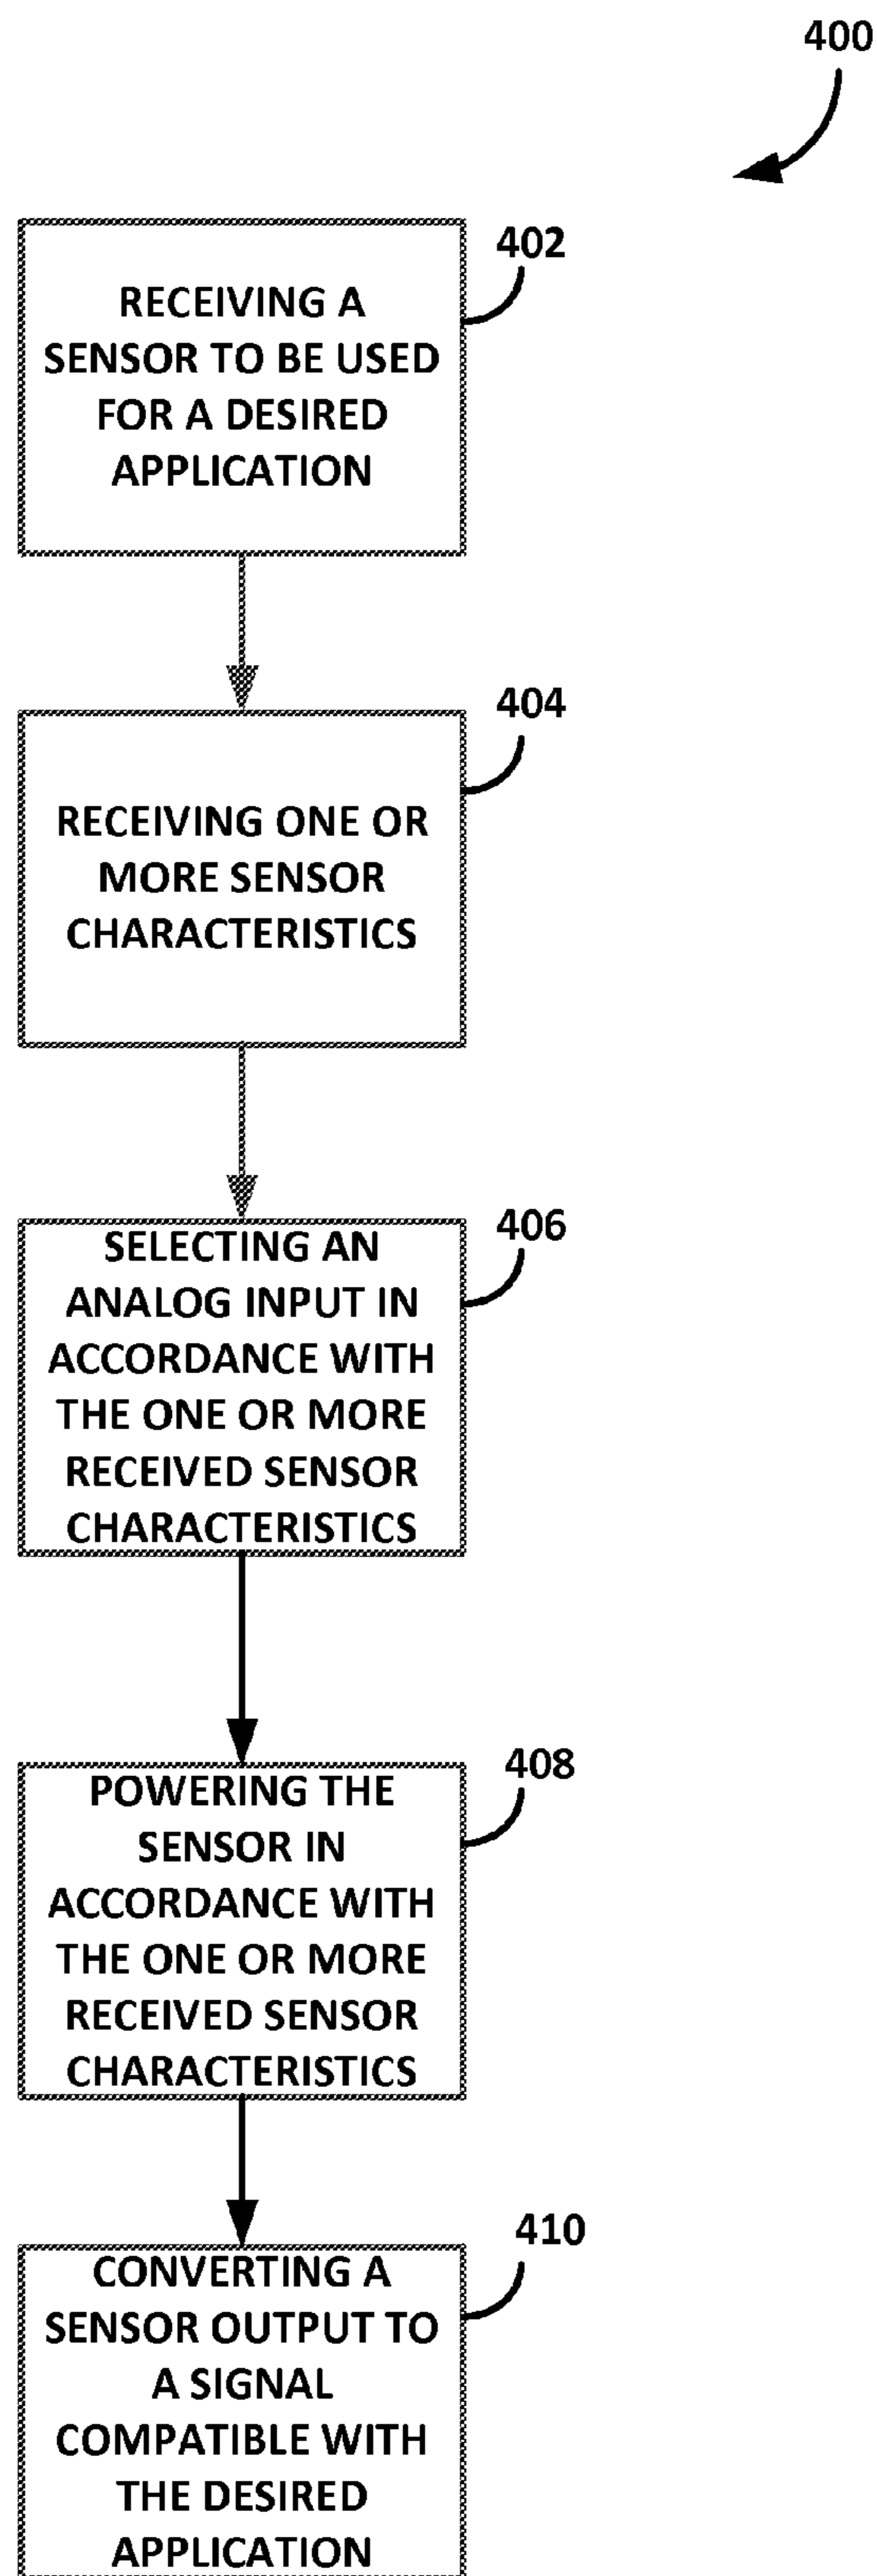 400
402
RECEIVING A
SENSOR TO BE USED
FOR A DESIRED
APPLICATION
404
RECEIVING ONE OR
MORE SENSOR
CHARACTERISTICS
406
SELECTING AN
ANALOG INPUT IN
ACCORDANCE WITH
THE ONE OR MORE
RECEIVED SENSOR
CHARACTERISTICS
408
POWERING THE
SENSOR IN
ACCORDANCE WITH
THE ONE OR MORE
RECEIVED SENSOR
CHARACTERISTICS
410
CONVERTING A
SENSOR OUTPUT TO
A SIGNAL
COMPATIBLE WITH
THE DESIRED
APPLICATION